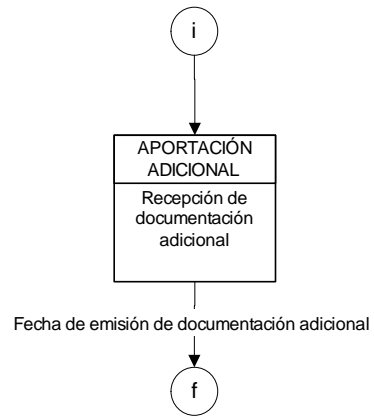 i
APORTACIÓN
ADICIONAL
Recepción de
documentación
adicional
Fecha de emisión de documentación adicional
f